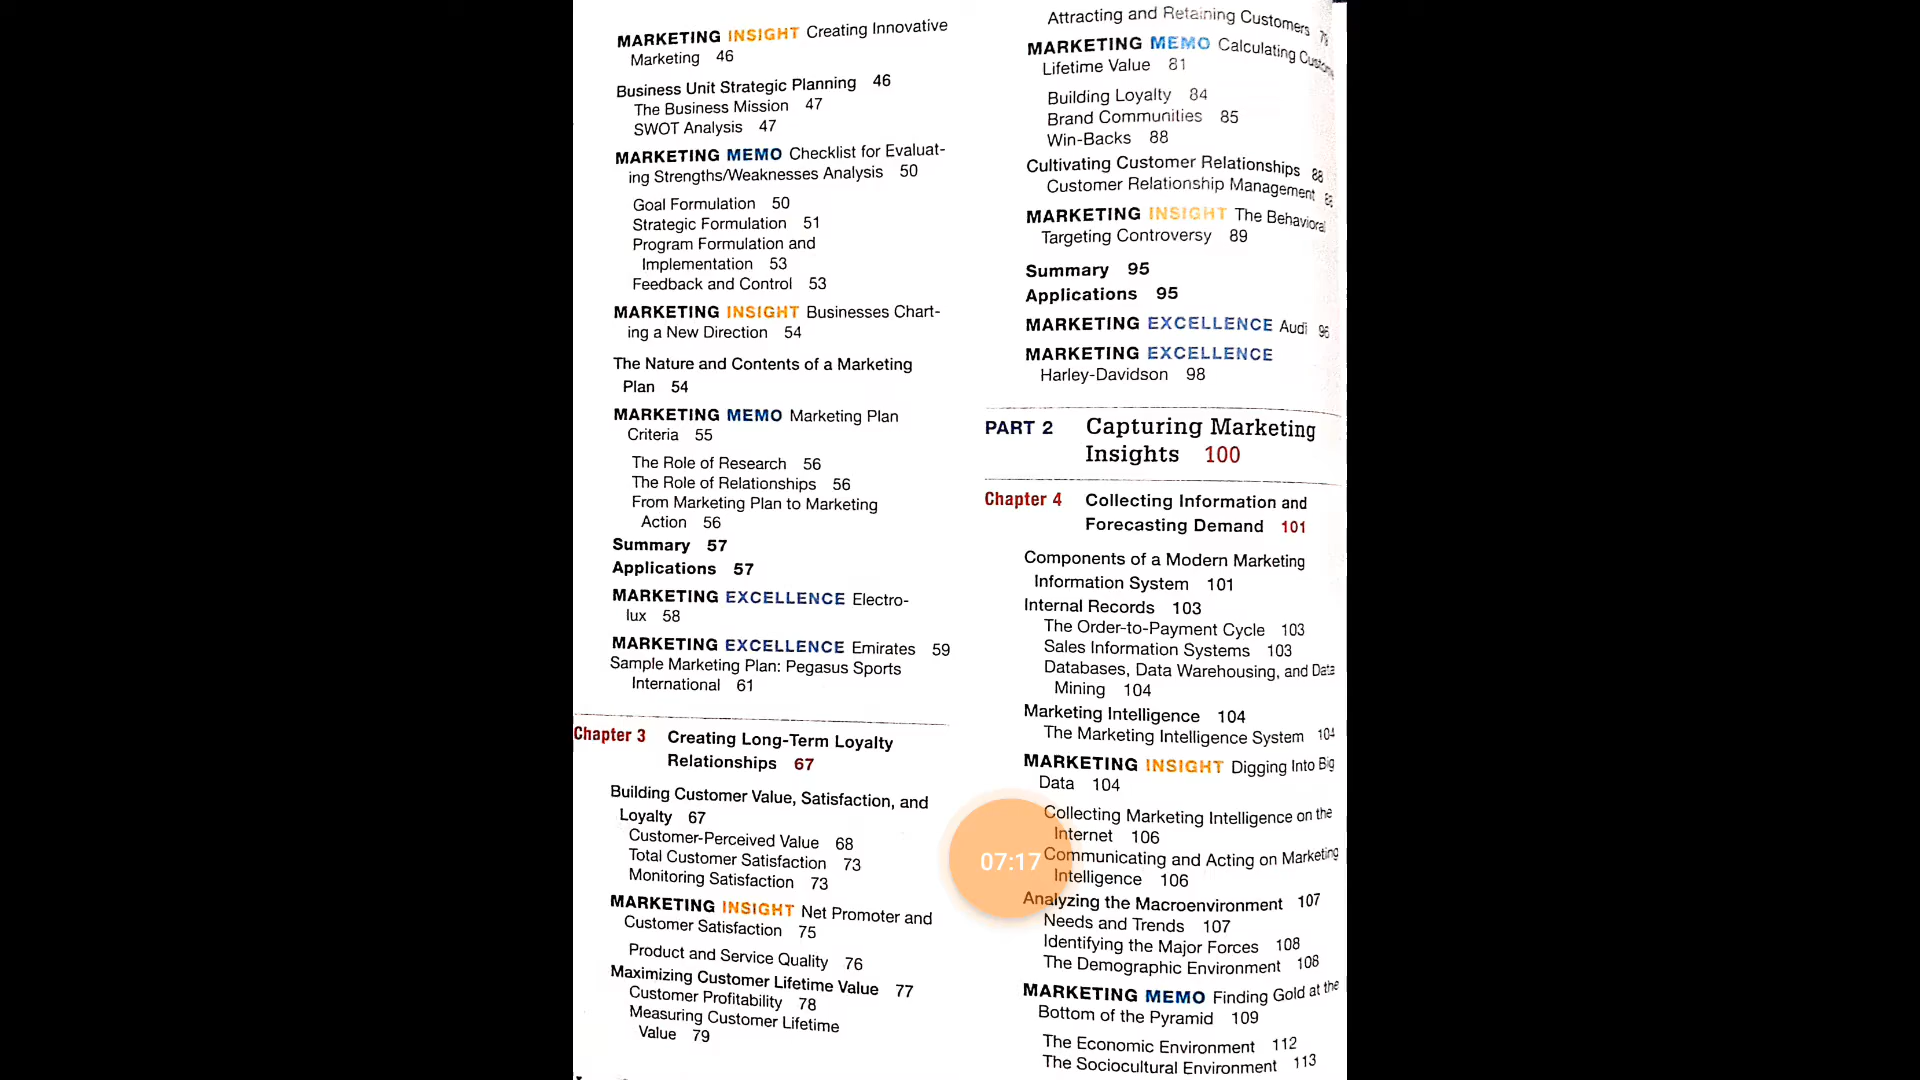 MARKETING INSIGHT Creating Innovative
Marketing 46
Business Unit Strategic Planning 46
The Business Mission 47
SWOT Analysis 47
MARKETING MEMO Checklist for Evaluat-
ing Strengths/Weaknesses Analysis 50
Goal Formulation 50
Strategic Formulation 51
Program Formulation and
Implementation 53
Feedback and Control 53
MARKETING INSIGHT Businesses Chart-
ing a New Direction 54
The Nature and Contents of a Marketing
Plan 54
MARKETING MEMO Marketing Plan
Criteria 55
The Role of Research 56
The Role of Relationships 56
From Marketing Plan to Marketing
Action 56
Summary 57
Applications 57
MARKETING EXCELLENCE Electro-
lux 58
MARKETING EXCELLENCE Emirates 59
Sample Marketing Plan: Pegasus Sports
International 61
Chapter 3 Creating Long-Term Loyalty
Relationships 67
Building Customer Value, Satisfaction, and
Loyalty 67
Customer-Perceived Value 68
Total Customer Satisfaction 73
Monitoring Satisfaction 73
MARKETING INSIGHT Net Promoter and
Customer Satisfaction 75
Product and Service Quality 76
Maximizing Customer Lifetime Value 77
Customer Profitability 78
Measuring Customer Lifetime
Value 79
Attracting and Retaining Customers
MARKETING MEMO Calculating
Lifetime Value 81
Building Loyalty 84
Brand Communities 85
Win-Backs 88
Cultivating Customer Relationships 88
Customer Relationship Management 88
MARKETING INSIGHT The Behavioral
Targeting Controversy 89
Summary 95
Applications 95
MARKETING EXCELLENCE Audi 96
MARKETING EXCELLENCE
Harley-Davidson 98
PART 2 Capturing Marketing
Insights 100
Chapter 4 Collecting Information and
Forecasting Demand 101
Components of a Modern Marketing
Information System 101
Internal Records 103
The Order-to-Payment Cycle 103
Sales Information Systems 103
Databases, Data Warehousing, and Data
Mining 104
Marketing Intelligence 104
The Marketing Intelligence System 104
MARKETING INSIGHT Digging Into Big
Data 104
Collecting Marketing Intelligence on the
Internet 106
07:17
Communicating and Acting on Marketing
Intelligence 106
Analyzing the Macroenvironment 107
Needs and Trends 107
Identifying the Major Forces 108
The Demographic Environment 108
MARKETING MEMO Finding Gold at the
Bottom of the Pyramid 109
The Economic Environment 112
The Sociocultural Environment 113